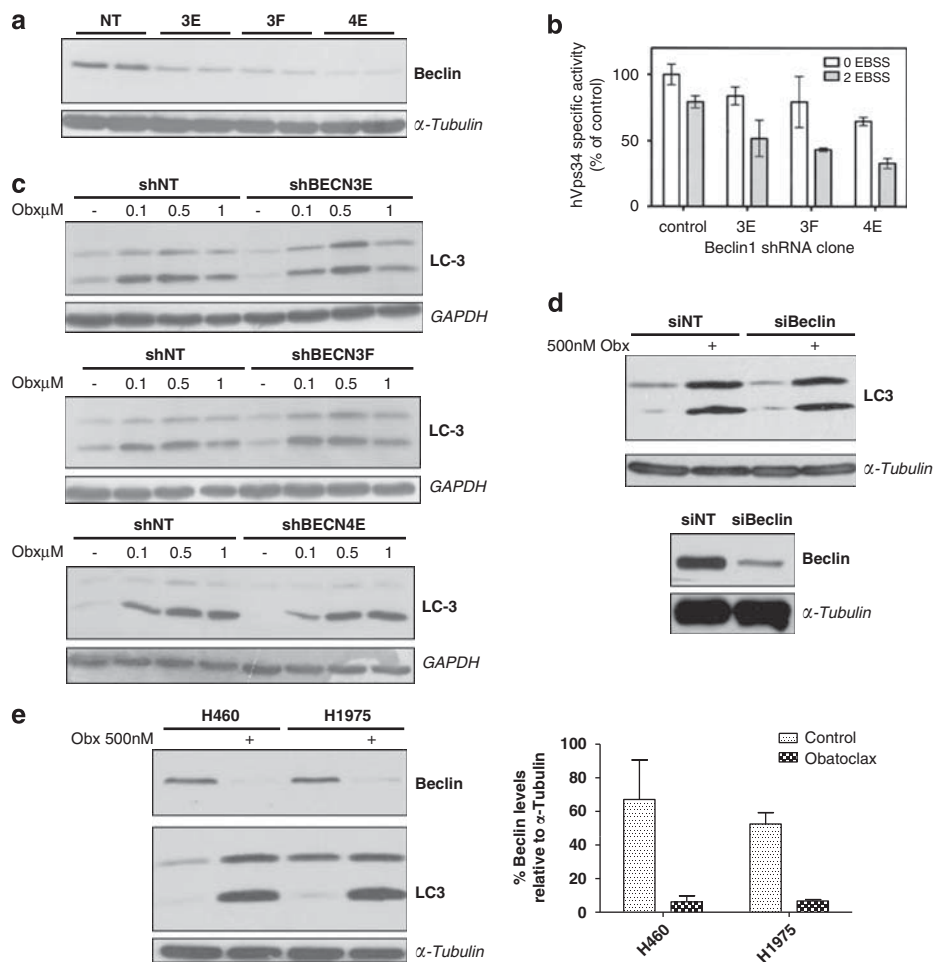 a
NT 3E 3F 4E
Beclin
α-Tubulin
b
hVps34 specific activity
(% of control)
100
50
0
0 EBSS
2 EBSS
control 3E 3F 4E
Beclin1 shRNA clone
c
shNT shBECN3E
ObxμM - 0.1 0.5 1 - 0.1 0.5 1
LC-3
GAPDH
shNT shBECN3F
ObxμM - 0.1 0.5 1 - 0.1 0.5 1
LC-3
GAPDH
shNT shBECN4E
ObxμM - 0.1 0.5 1 - 0.1 0.5 1
LC-3
GAPDH
d
siNT siBeclin
500nM Obx + +
LC3
α-Tubulin
siNT siBeclin
Beclin
α-Tubulin
e
H460 H1975
Obx 500nM + +
Beclin
LC3
α-Tubulin
% Beclin levels
relative to α-Tubulin
100
80
60
40
20
0
Control
Obatoclax
H460 H1975